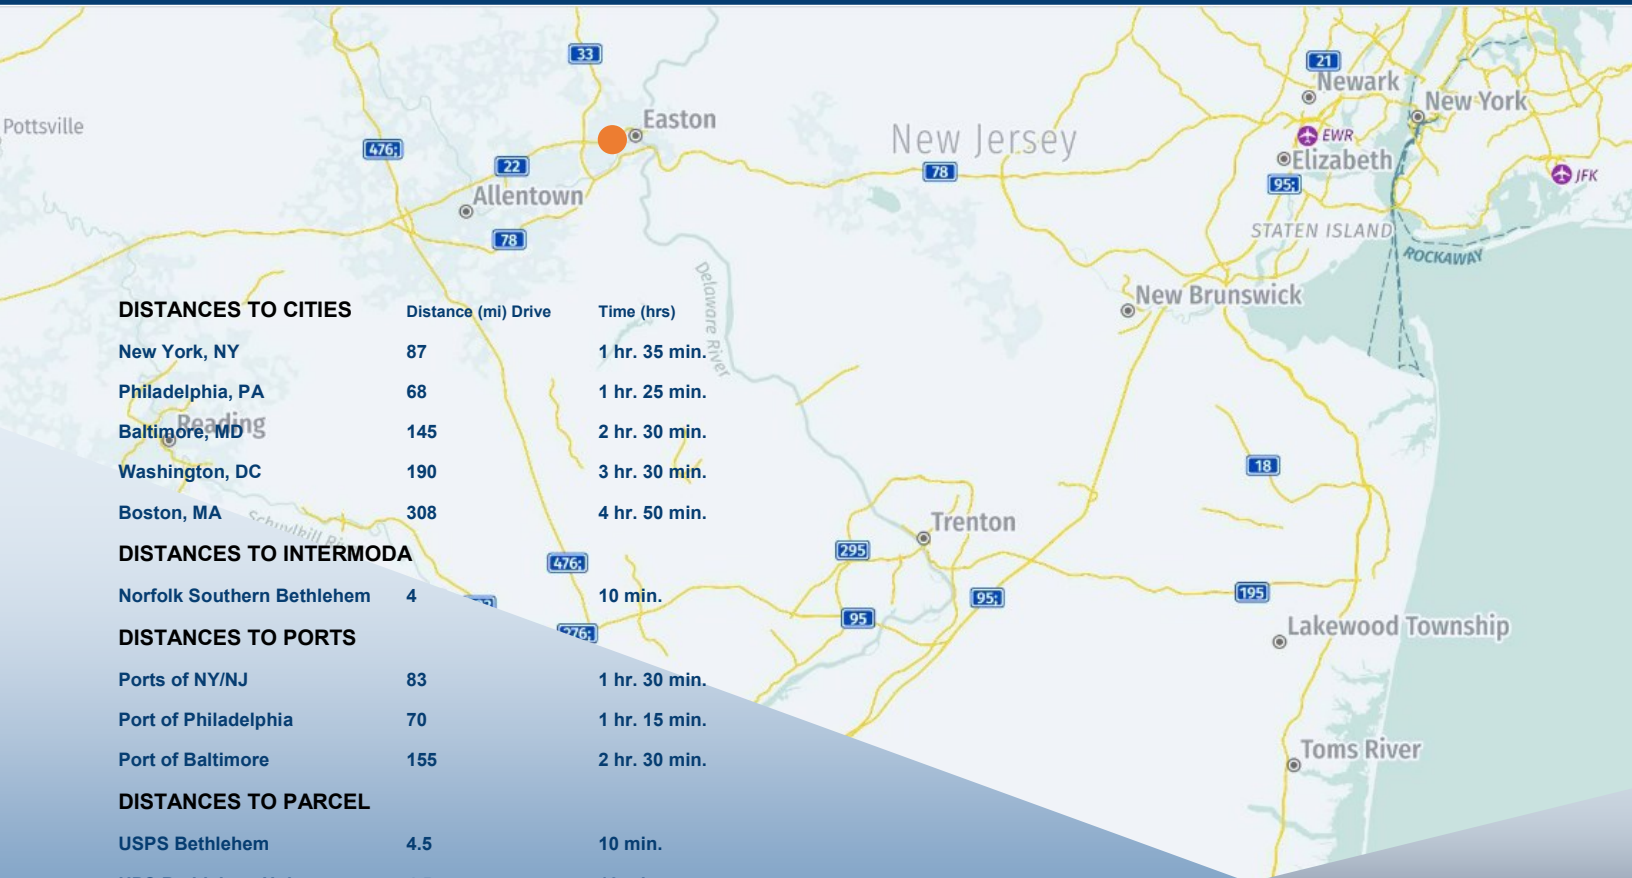 33
21
Newark
New York
Easton
Pottsville
New Jersey
EWR
476;
22
Elizabeth
78
JFK
95;
Allentown
STATEN ISLAND
78
ROCKAWAY
Delaware River
New Brunswick
DISTANCES TO CITIES Distance (mi) Drive Time (hrs)
New York, NY 87 1 hr. 35 min.
Philadelphia, PA 68 1 hr. 25 min.
Reading
Baltimore, MD 145 2 hr. 30 min.
Washington, DC 190 3 hr. 30 min.
18
Boston, MA 308 4 hr. 50 min.
Schuylkill
Trenton
DISTANCES TO INTERMODA
295
476;
Norfolk Southern Bethlehem 4 10 min.
95;
195
95
276;
Lakewood Township
DISTANCES TO PORTS
Ports of NY/NJ 83 1 hr. 30 min.
Port of Philadelphia 70 1 hr. 15 min.
Toms River
Port of Baltimore 155 2 hr. 30 min.
DISTANCES TO PARCEL
USPS Bethlehem 4.5 10 min.